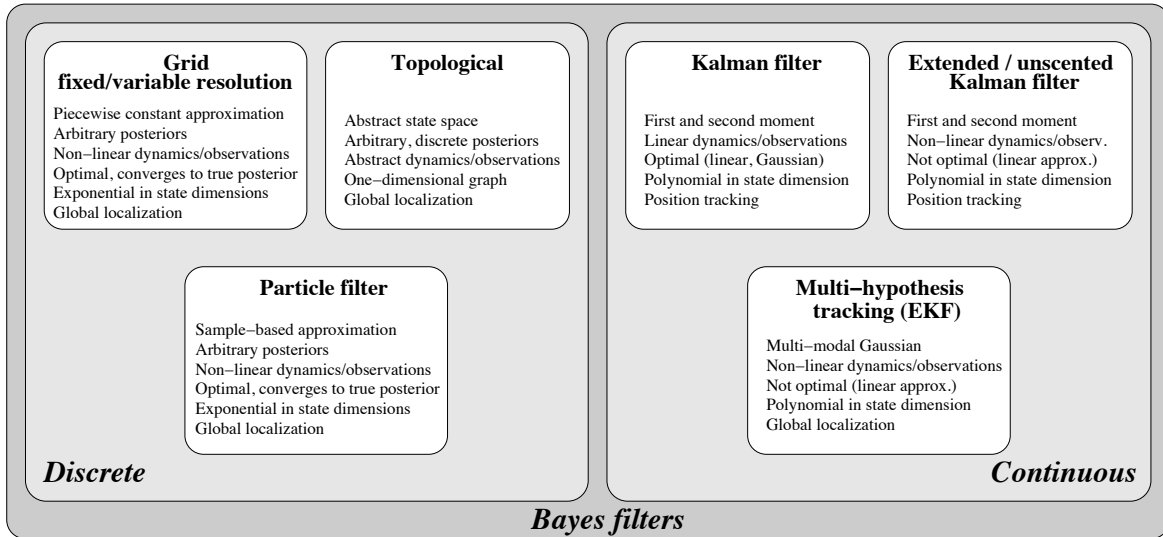 Grid
fixed/variable resolution
Piecewise constant approximation
Arbitrary posteriors
Non−linear dynamics/observations
Optimal, converges to true posterior
Exponential in state dimensions
Global localization
Topological
Abstract state space
Arbitrary, discrete posteriors
Abstract dynamics/observations
One−dimensional graph
Global localization
Particle filter
Sample−based approximation
Arbitrary posteriors
Non−linear dynamics/observations
Optimal, converges to true posterior
Exponential in state dimensions
Global localization
Discrete
Kalman filter
First and second moment
Linear dynamics/observations
Optimal (linear, Gaussian)
Polynomial in state dimension
Position tracking
Extended / unscented
Kalman filter
First and second moment
Non−linear dynamics/observ.
Not optimal (linear approx.)
Polynomial in state dimension
Position tracking
Multi−hypothesis
tracking (EKF)
Multi−modal Gaussian
Non−linear dynamics/observations
Not optimal (linear approx.)
Polynomial in state dimension
Global localization
Continuous
Bayes filters